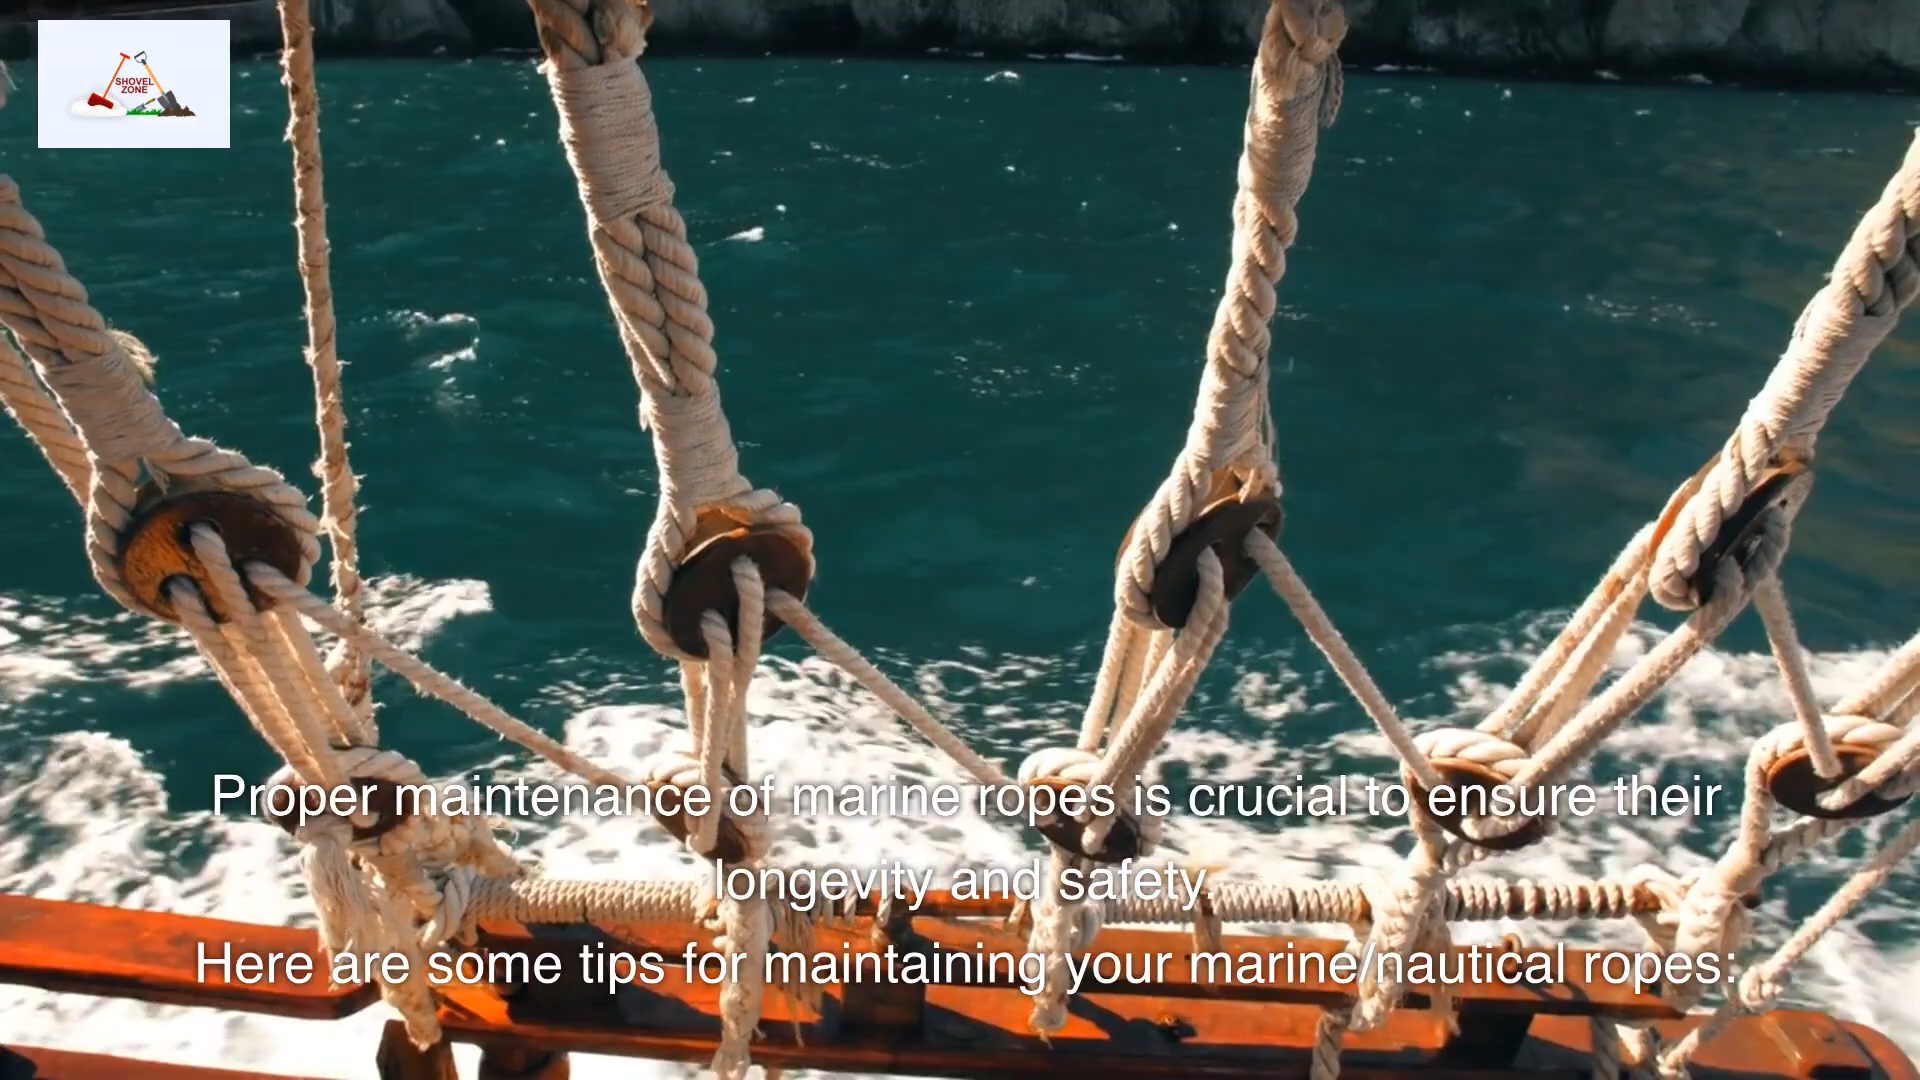 SHOVEL
ZONE
Proper maintenance of marine ropes is crucial to ensure their
longevity and safety.
Here are some tips for maintaining your marine/nautical ropes: